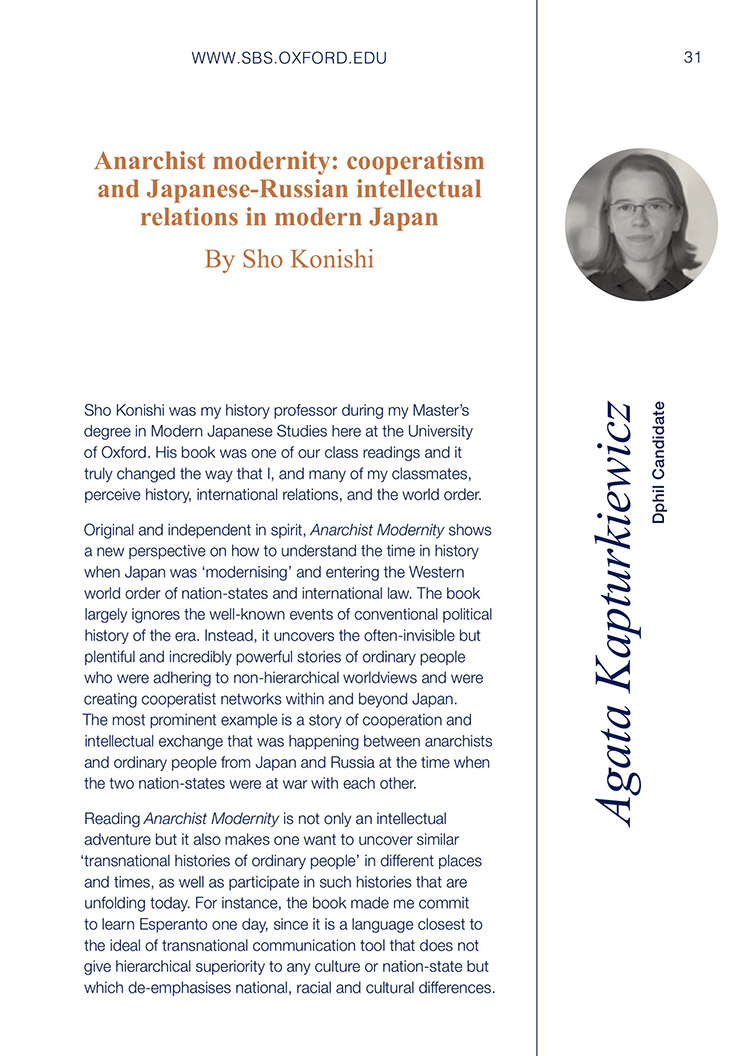 WWW.SBS.OXFORD.EDU
31
Anarchist modernity: cooperatism
and Japanese-Russian intellectual
relations in modern Japan
By Sho Konishi
Sho Konishi was my history professor during my Master’s
degree in Modern Japanese Studies here at the University
of Oxford. His book was one of our class readings and it
truly changed the way that I, and many of my classmates,
perceive history, international relations, and the world order.
Original and independent in spirit, Anarchist Modernity shows
a new perspective on how to understand the time in history
when Japan was ‘modernising’ and entering the Western
world order of nation-states and international law. The book
largely ignores the well-known events of conventional political
history of the era. Instead, it uncovers the often-invisible but
plentiful and incredibly powerful stories of ordinary people
who were adhering to non-hierarchical worldviews and were
creating cooperatist networks within and beyond Japan.
The most prominent example is a story of cooperation and
intellectual exchange that was happening between anarchists
and ordinary people from Japan and Russia at the time when
the two nation-states were at war with each other.
Reading Anarchist Modernity is not only an intellectual
adventure but it also makes one want to uncover similar
‘transnational histories of ordinary people’ in different places
and times, as well as participate in such histories that are
unfolding today. For instance, the book made me commit
to learn Esperanto one day, since it is a language closest to
the ideal of transnational communication tool that does not
give hierarchical superiority to any culture or nation-state but
which de-emphasises national, racial and cultural differences.
Agata Kapturkiewicz
Dphil Candidate